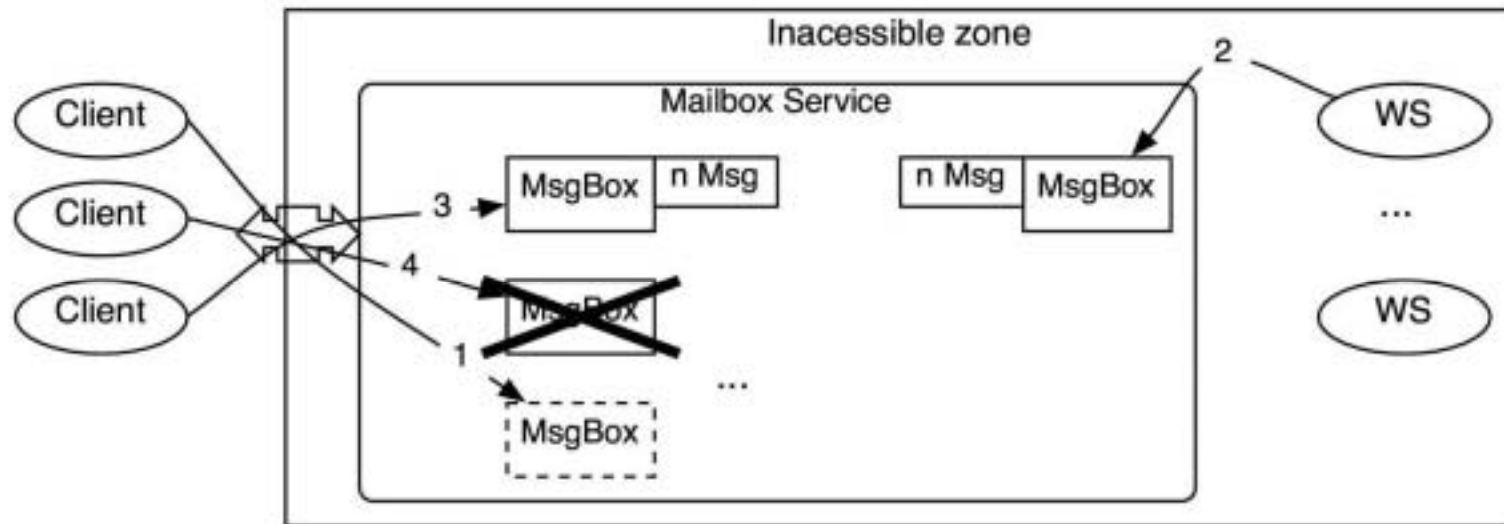 Inacessible zone
2
Mailbox Service
Client
WS
MsgBox
n Msg
n Msg
MsgBox
Client
3
...
4
MsgBox
Client
WS
1
...
MsgBox